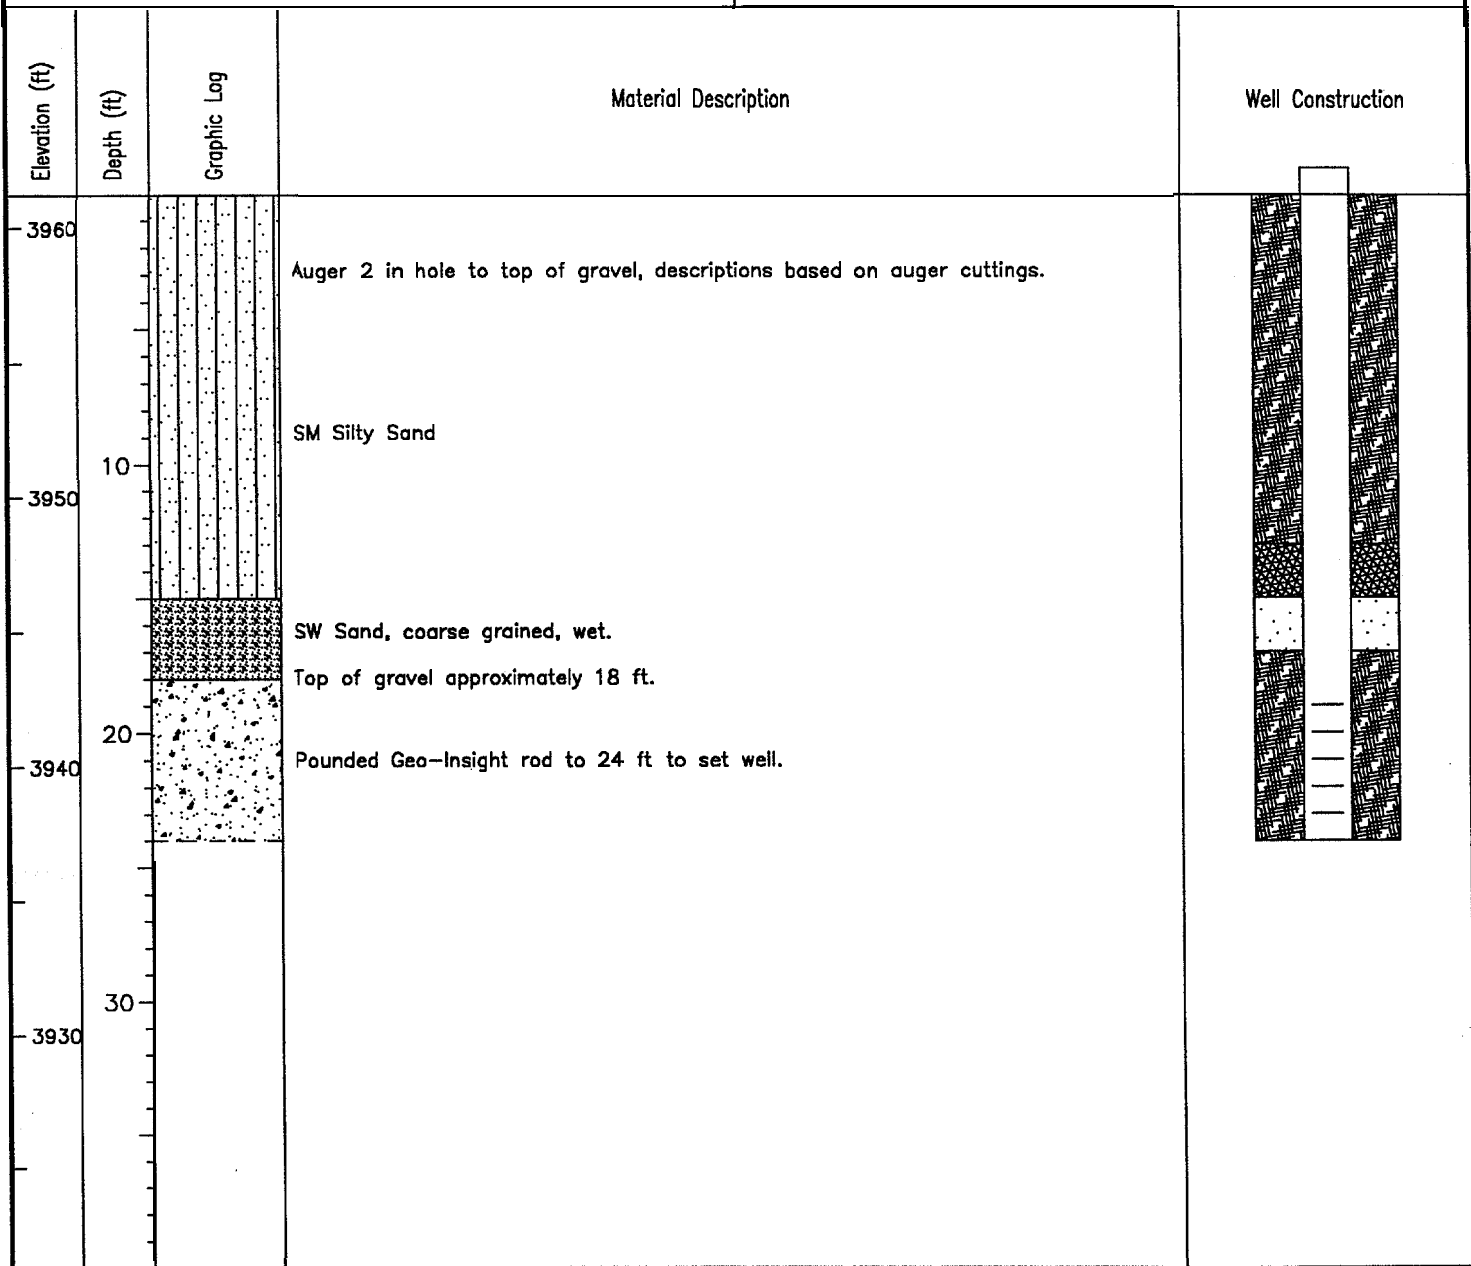 Elevation (ft)
Depth (ft)
Graphic Log
Material Description
Well Construction
3960
Auger 2 in hole to top of gravel, descriptions based on auger cuttings.
SM Silty Sand
10
3950
SW Sand, coarse grained, wet.
Top of gravel approximately 18 ft.
20
Pounded Geo-Insight rod to 24 ft to set well.
3940
30
3930